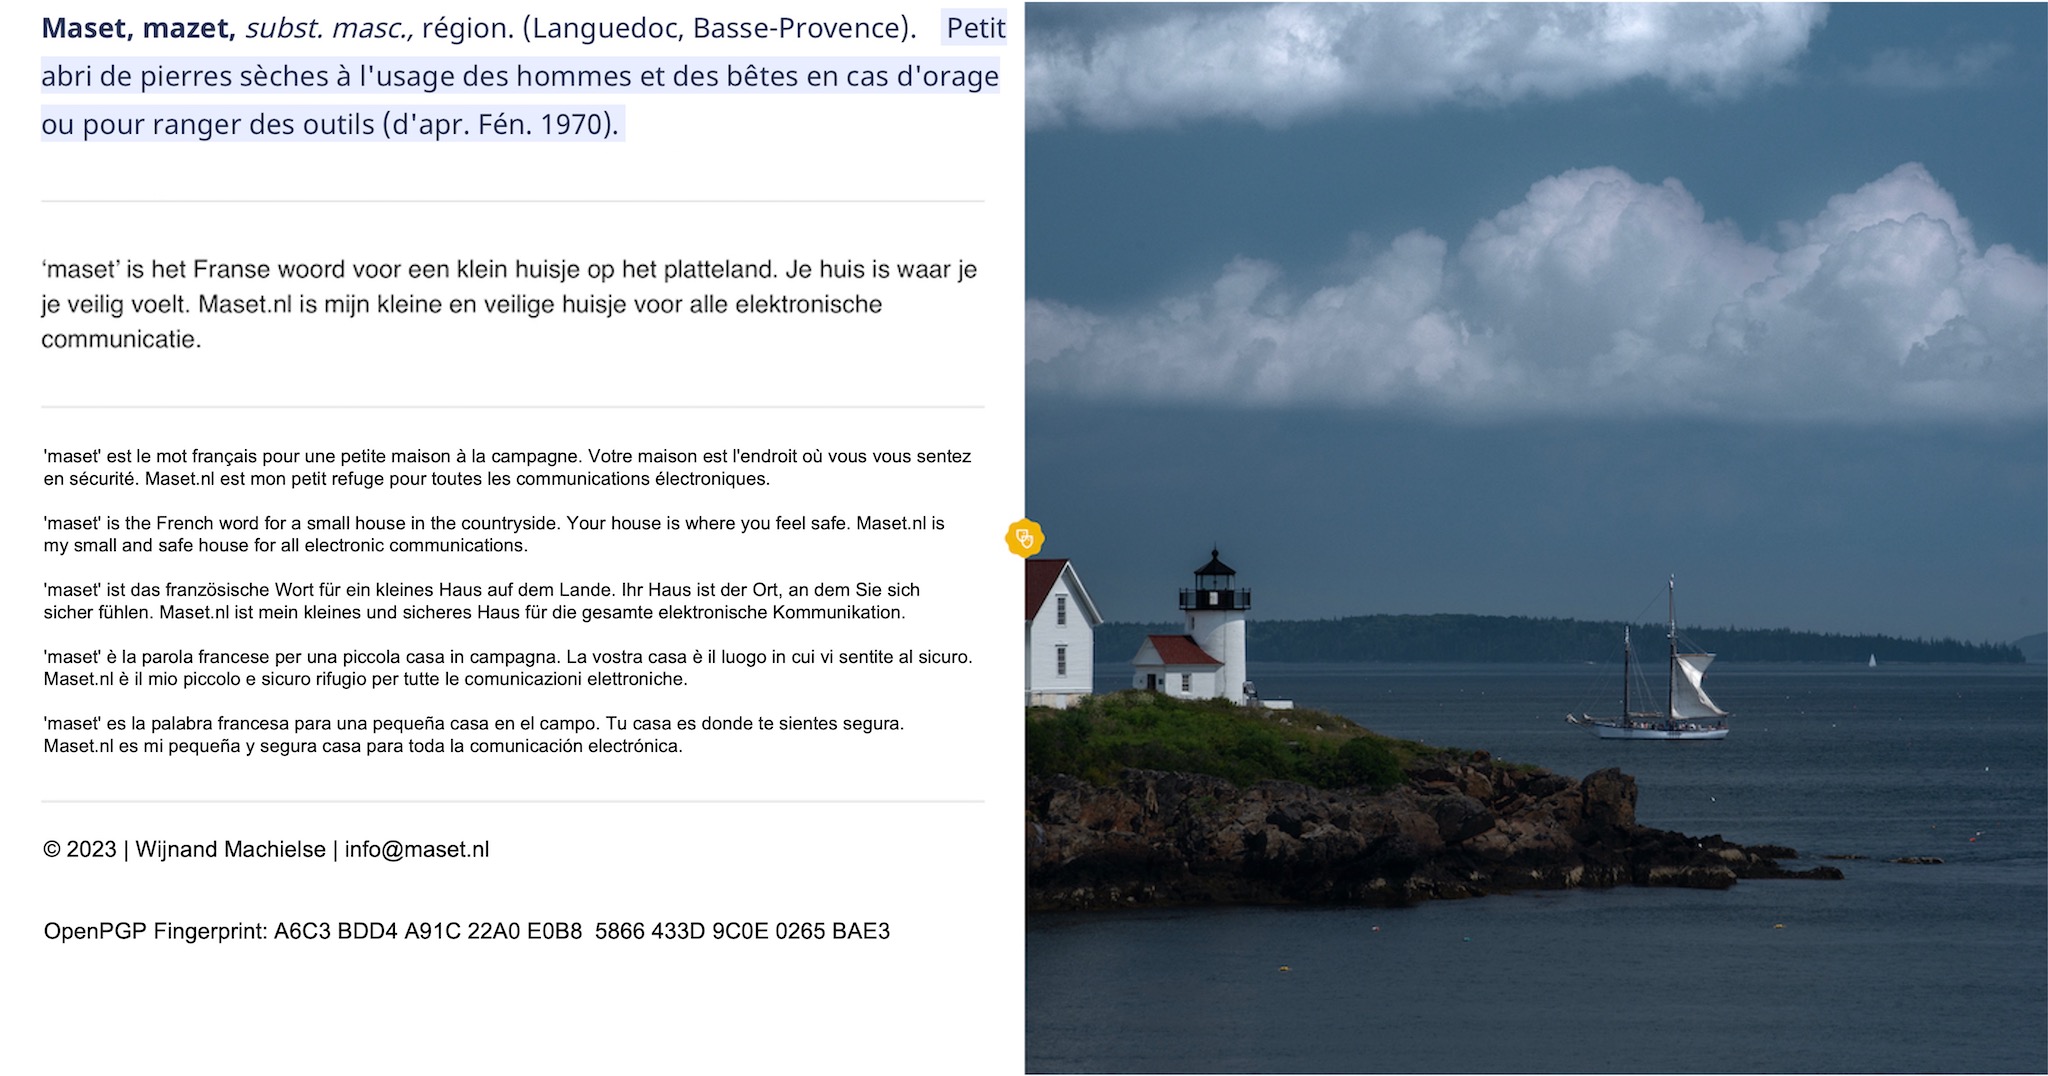 Maset, mazet, subst. masc., région. (Languedoc, Basse-Provence). Petit
abri de pierres sèches à l'usage des hommes et des bêtes en cas d'orage
ou pour ranger des outils (d'apr. Fén. 1970).
‘maset’ is het Franse woord voor een klein huisje op het platteland. Je huis is waar je
je veilig voelt. Maset.nl is mijn kleine en veilige huisje voor alle elektronische
communicatie.
'maset' est le mot français pour une petite maison à la campagne. Votre maison est l'endroit où vous vous sentez
en sécurité. Maset.nl est mon petit refuge pour toutes les communications électroniques.
'maset' is the French word for a small house in the countryside. Your house is where you feel safe. Maset.nl is
my small and safe house for all electronic communications.
'maset' ist das französische Wort für ein kleines Haus auf dem Lande. Ihr Haus ist der Ort, an dem Sie sich
sicher fühlen. Maset.nl ist mein kleines und sicheres Haus für die gesamte elektronische Kommunikation.
'maset' è la parola francese per una piccola casa in campagna. La vostra casa è il luogo in cui vi sentite al sicuro.
Maset.nl è il mio piccolo e sicuro rifugio per tutte le comunicazioni elettroniche.
'maset' es la palabra francesa para una pequeña casa en el campo. Tu casa es donde te sientes segura.
Maset.nl es mi pequeña y segura casa para toda la comunicación electrónica.
© 2023 | Wijnand Machielse | info@maset.nl
OpenPGP Fingerprint: A6C3 BDD4 A91C 22A0 E0B8  5866 433D 9C0E 0265 BAE3